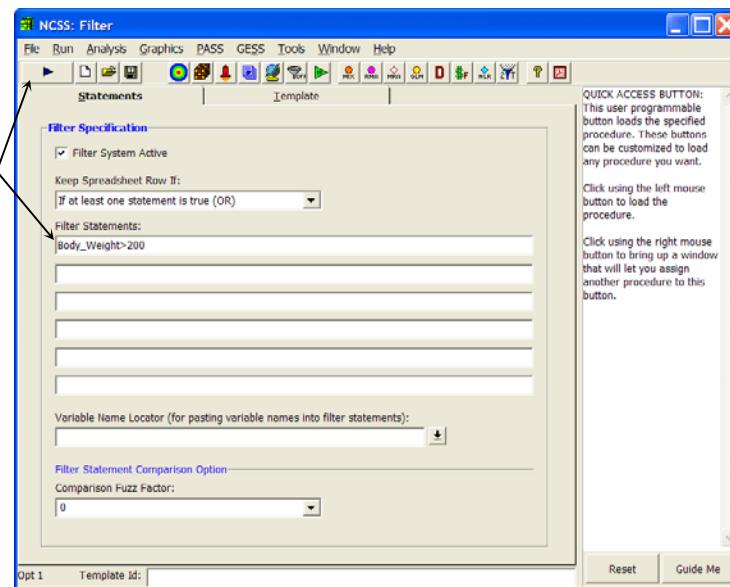 NCSS: Filter
File Run Analysis Graphics PASS GESS Tools Window Help
Statements
Template
Filter Specification
Filter System Active
Keep Spreadsheet Row If:
If at least one statement is true (OR)
Filter Statements:
Body_Weight>200
Variable Name Locator (for pasting variable names into filter statements):
Filter Statement Comparison Option
Comparison Fuzz Factor:
0
Opt 1 Template Id:
QUICK ACCESS BUTTON:
This user programmable
button loads the specified
procedure. These buttons
can be customized to load
any procedure you want.
Click using the left mouse
button to load the
procedure.
Click using the right mouse
button to bring up a window
that will let you assign
another procedure to this
button.
Reset Guide Me